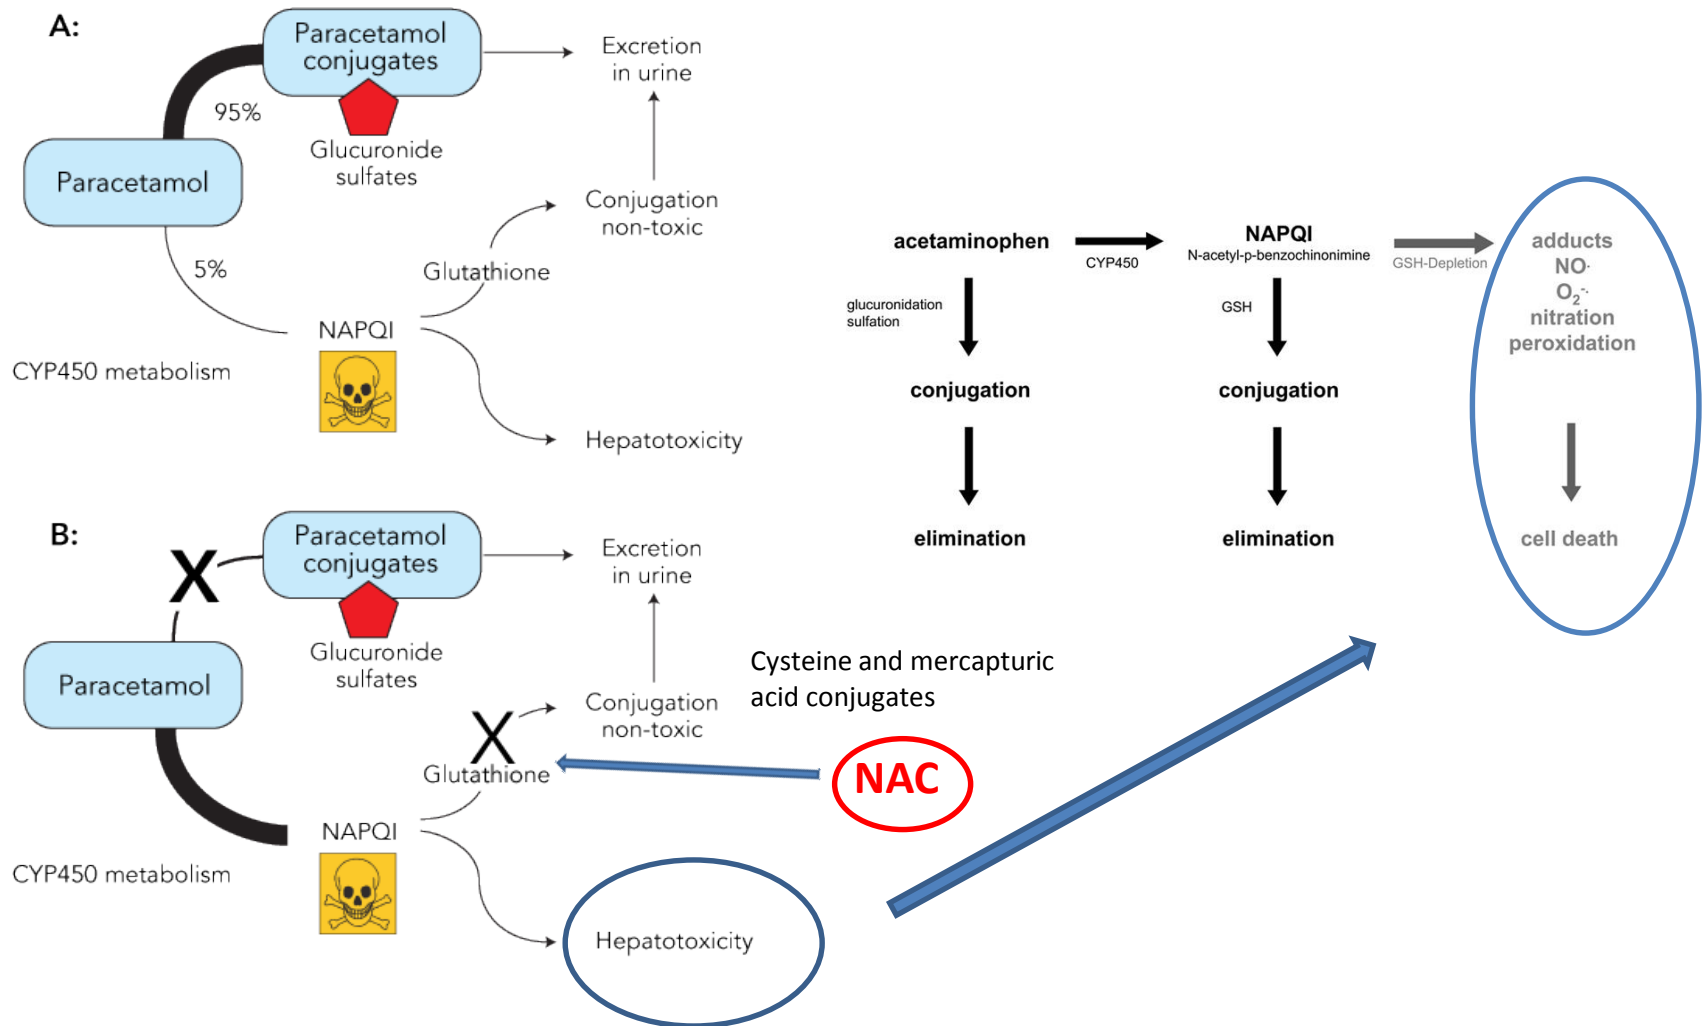 A:
Paracetamol
conjugates
Excretion
in urine
95%
Glucuronide
sulfates
Paracetamol
Conjugation
non-toxic
5%
Glutathione
NAPQI
CYP450 metabolism
Hepatotoxicity
acetaminophen
CYP450
NAPQI
N-acetyl-p-benzochinonimine
GSH-Depletion
adducts
NO·
O₂⁻·
nitration
peroxidation
glucuronidation
sulfation
GSH
conjugation
conjugation
elimination
elimination
cell death
B:
X
Paracetamol
conjugates
Excretion
in urine
Glucuronide
sulfates
Paracetamol
Conjugation
non-toxic
Cysteine and mercapturic
acid conjugates
X
Glutathione
NAC
NAPQI
CYP450 metabolism
Hepatotoxicity